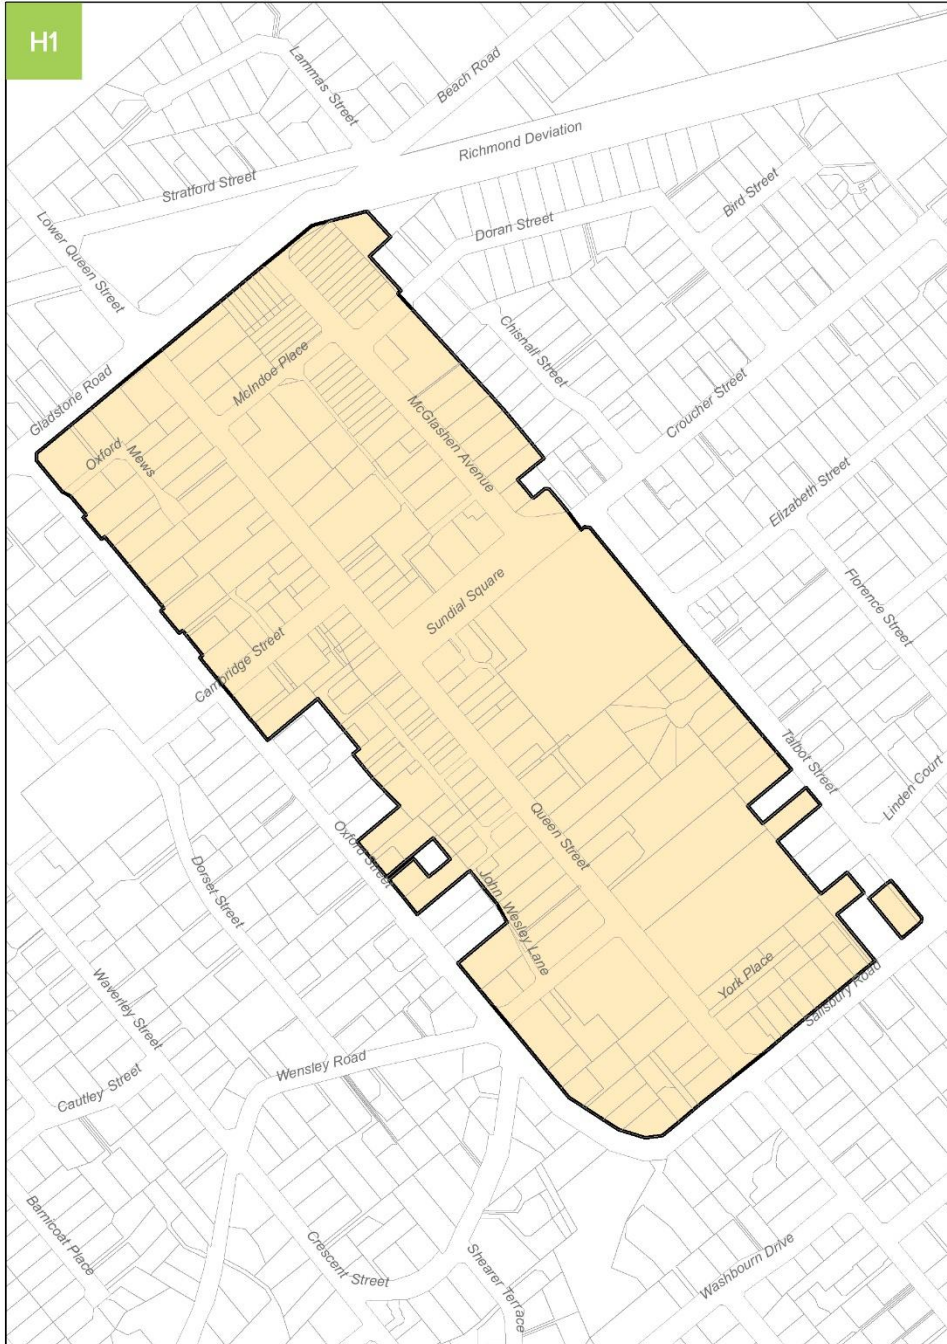 H1
Lammas Street
Beach Road
Richmond Deviation
Stratford Street
Bird Street
Doran Street
Lower Queen Street
Chisnall Street
McIndoe Place
Gladstone Road
Croucher Street
McGlashen Avenue
Oxford Mews
Elizabeth Street
Florence Street
Sundial Square
Cambridge Street
Talbot Street
Linden Court
Queen Street
Oxford Street
Dorset Street
John Wesley Lane
York Place
Salisbury Road
Waverley Street
Wensley Road
Cautley Street
Barnicoat Place
Crescent Street
Shearer Terrace
Washbourn Drive